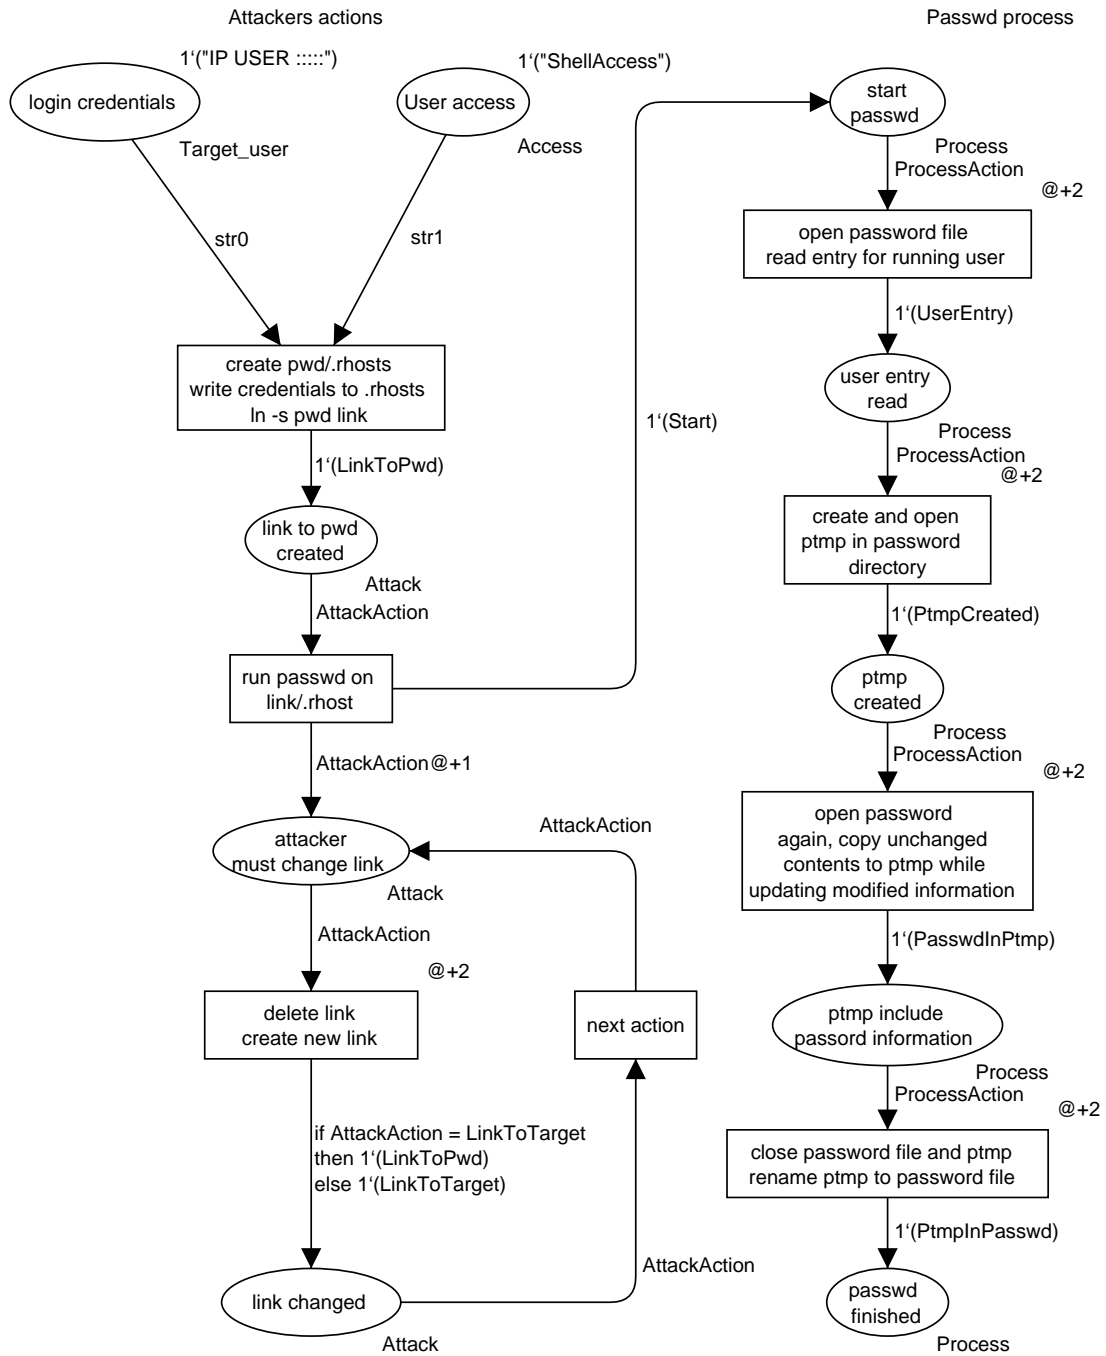 Attackers actions
Passwd process
1‘("IP USER :::::")
login credentials
Target_user
1‘("ShellAccess")
User access
Access
str0
str1
create pwd/.rhosts
write credentials to .rhosts
ln -s pwd link
1‘(LinkToPwd)
link to pwd
created
Attack
AttackAction
run passwd on
link/.rhost
1‘(Start)
AttackAction@+1
attacker
must change link
Attack
AttackAction
@+2
delete link
create new link
if AttackAction = LinkToTarget
then 1‘(LinkToPwd)
else 1‘(LinkToTarget)
link changed
Attack
AttackAction
next action
AttackAction
start
passwd
Process
ProcessAction
@+2
open password file
read entry for running user
1‘(UserEntry)
user entry
read
Process
ProcessAction
@+2
create and open
ptmp in password
directory
1‘(PtmpCreated)
ptmp
created
Process
ProcessAction
@+2
open password
again, copy unchanged
contents to ptmp while
updating modified information
1‘(PasswdInPtmp)
ptmp include
passord information
Process
ProcessAction
@+2
close password file and ptmp
rename ptmp to password file
1‘(PtmpInPasswd)
passwd
finished
Process